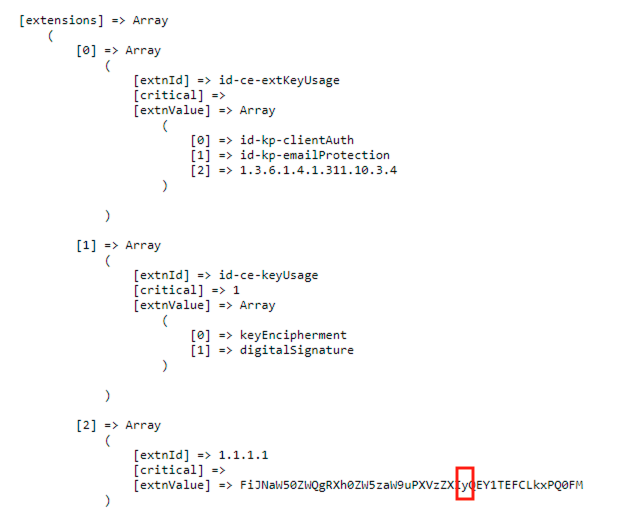 [extensions] => Array
(
[0] => Array
(
[extnId] => id-ce-extKeyUsage
[critical] =>
[extnValue] => Array
(
[0] => id-kp-clientAuth
[1] => id-kp-emailProtection
[2] => 1.3.6.1.4.1.311.10.3.4
)
)
[1] => Array
(
[extnId] => id-ce-keyUsage
[critical] => 1
[extnValue] => Array
(
[0] => keyEncipherment
[1] => digitalSignature
)
)
[2] => Array
(
[extnId] => 1.1.1.1
[critical] =>
[extnValue] => FiJNaW50ZWQgRXh0ZW5zaW9uPXVzZXIyQEY1TEFCLkxPQ0FM
)